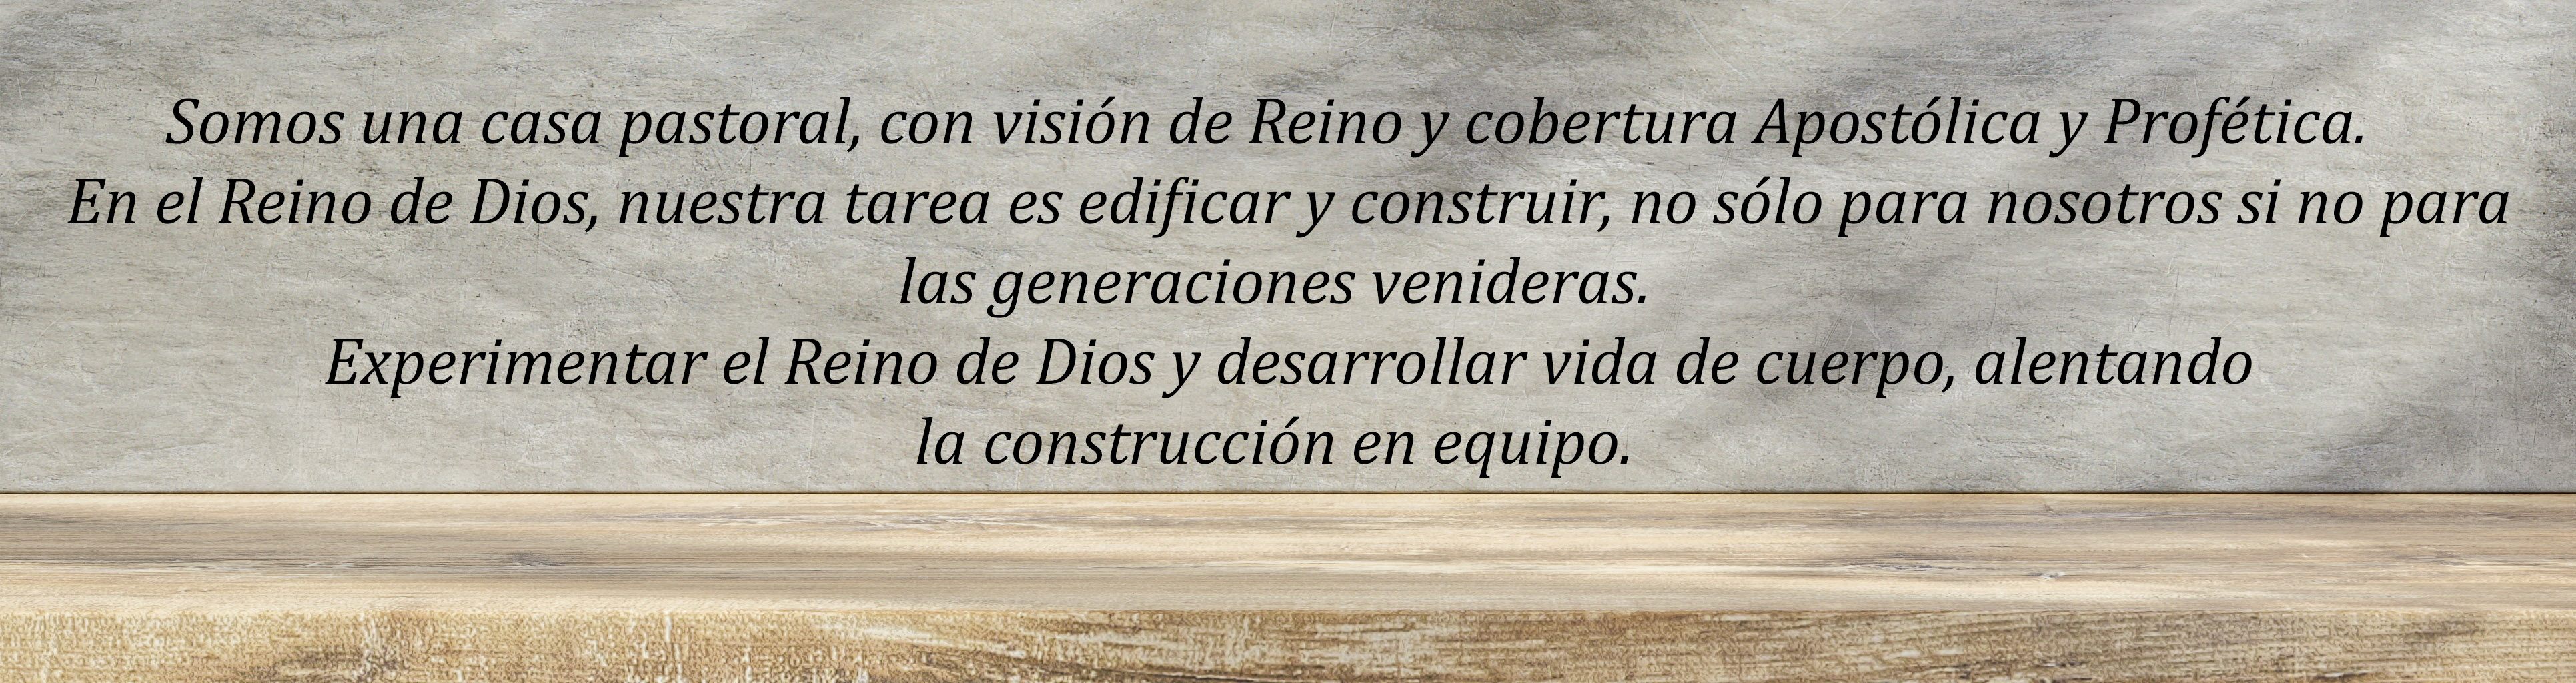 Somos una casa pastoral, con visión de Reino y cobertura Apostólica y Profética.
En el Reino de Dios, nuestra tarea es edificar y construir, no sólo para nosotros si no para
las generaciones venideras.
Experimentar el Reino de Dios y desarrollar vida de cuerpo, alentando
la construcción en equipo.